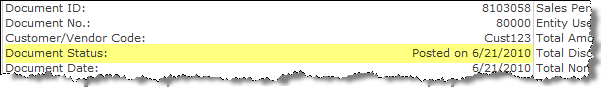 Document ID: 8103058 Sales Per
Document No.: 80000 Entity Use
Customer/Vendor Code: Cust123 Total Amo
Document Status: Posted on 6/21/2010 Total Disc
Document Date: 6/21/2010 Total Non